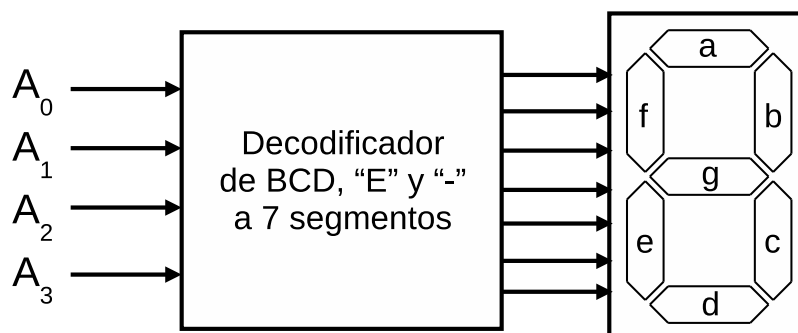 A0
A1
A2
A3
Decodificador
de BCD, “E” y “-”
a 7 segmentos
a
f
b
g
e
c
d